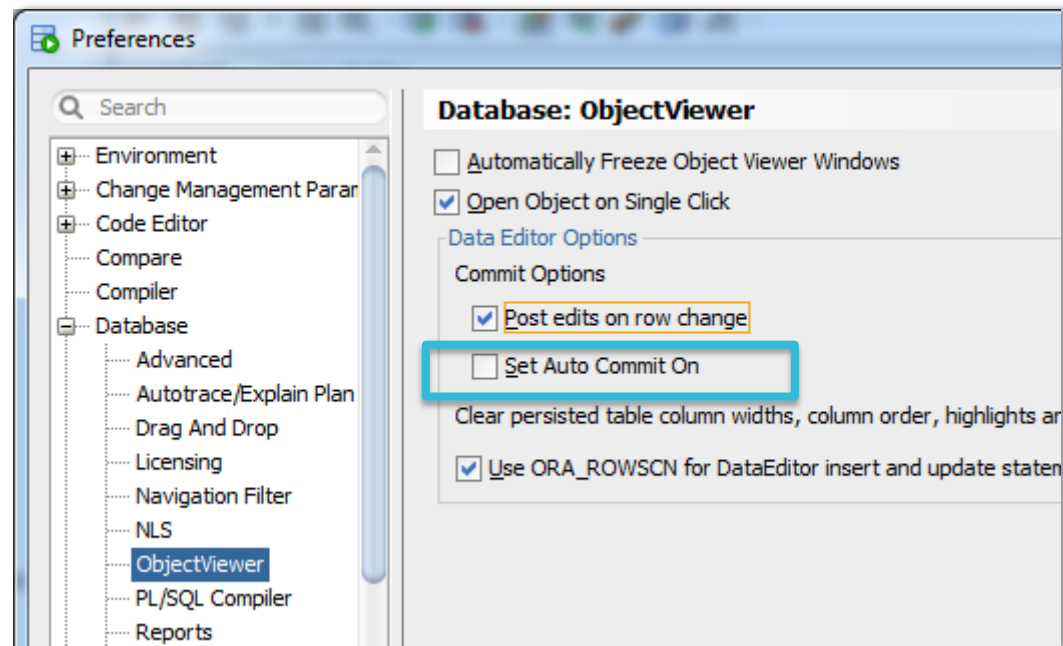 Preferences
Search
Environment
Change Management Param
Code Editor
Compare
Compiler
Database
Advanced
Autotrace/Explain Plan
Drag And Drop
Licensing
Navigation Filter
NLS
ObjectViewer
PL/SQL Compiler
Reports
Database: ObjectViewer
Automatically Freeze Object Viewer Windows
Open Object on Single Click
Data Editor Options
Commit Options
Post edits on row change
Set Auto Commit On
Clear persisted table column widths, column order, highlights ar
Use ORA_ROWSCN for DataEditor insert and update staten